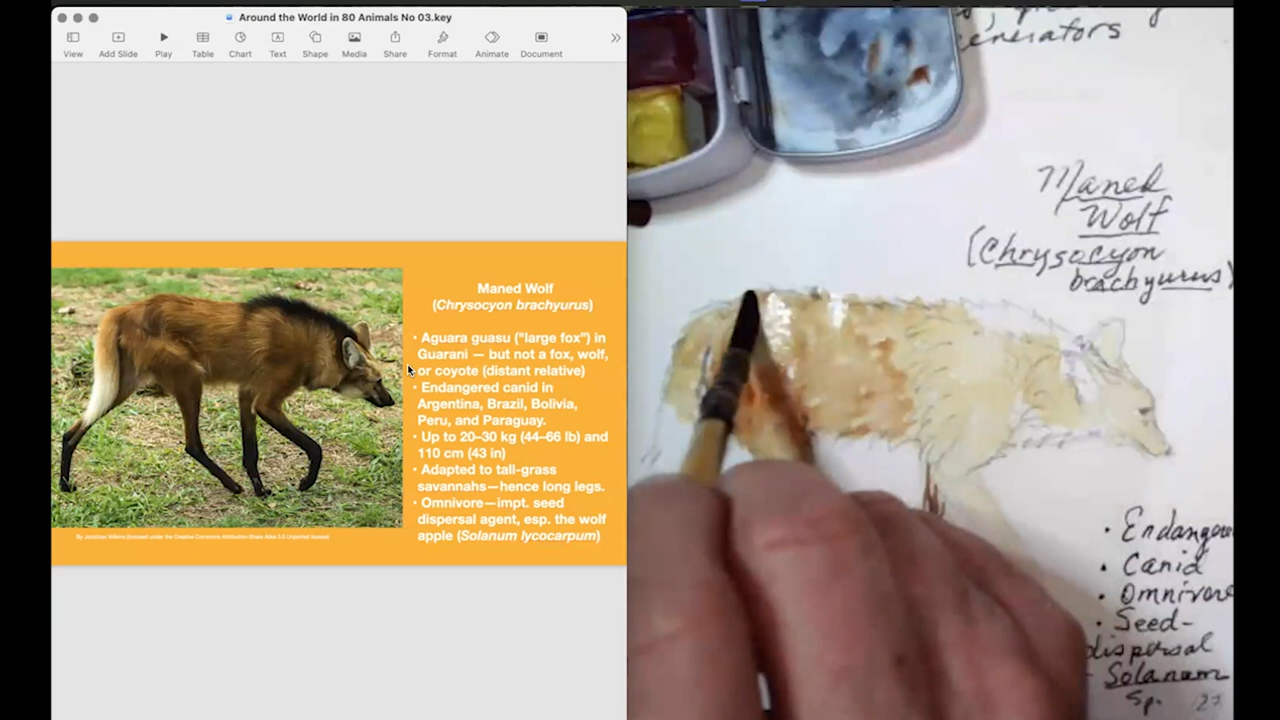 Around the World in 80 Animals No 03.key
View
Add Slide
Play
Table
Chart
Text
Shape
Media
Share
Format
Animate
Document
Maned Wolf
(Chrysocyon brachyurus)
• Aguara guasu ("large fox") in
Guarani — but not a fox, wolf,
or coyote (distant relative)
• Endangered canid in
Argentina, Brazil, Bolivia,
Peru, and Paraguay.
• Up to 20–30 kg (44–66 lb) and
110 cm (43 in)
• Adapted to tall-grass
savannahs—hence long legs.
• Omnivore—impt. seed
dispersal agent, esp. the wolf
apple (Solanum lycocarpum)
Maned
Wolf
(Chrysocyon
brachyurus)
• Endangere
• Canid
• Omnivore
• Seed-
dispersal
Solanum
Sp.